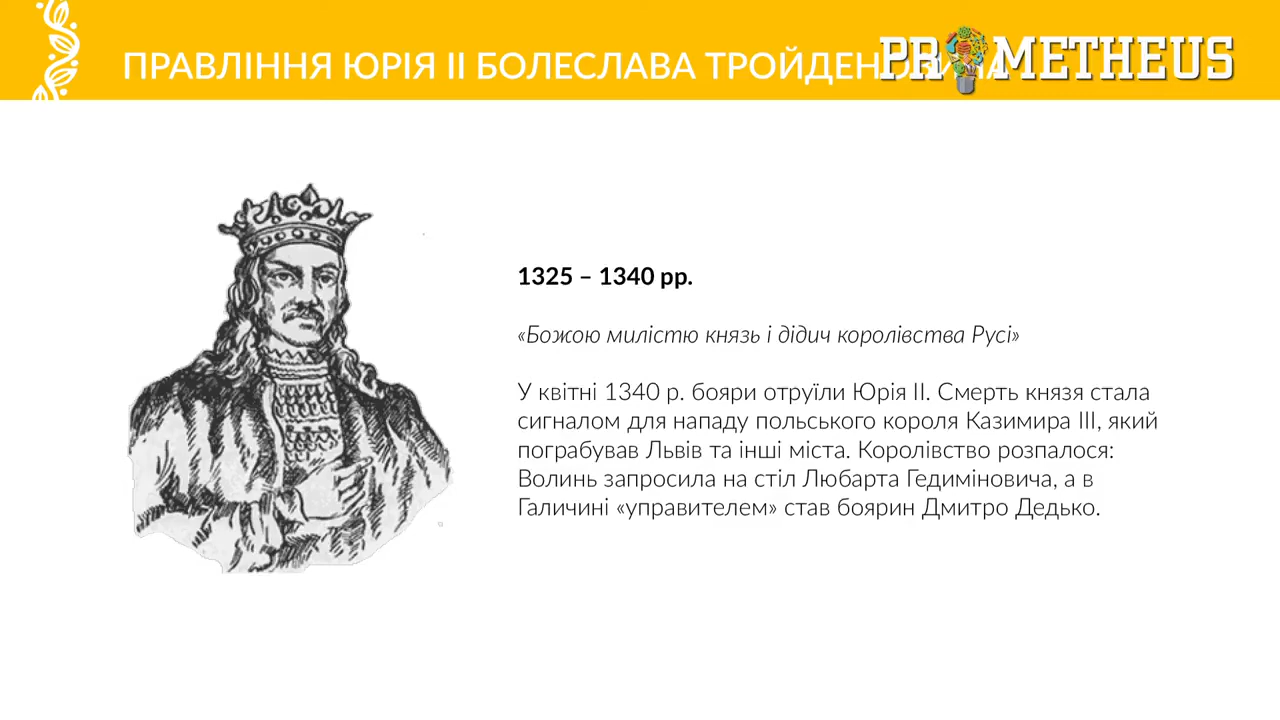 ПРАВЛІННЯ ЮРІЯ ІІ БОЛЕСЛАВА
PROMETHEUS
1325 – 1340 рр.
«Божою милістю князь і дідич королівства Русі»
У квітні 1340 р. бояри отруїли Юрія ІІ. Смерть князя стала
сигналом для нападу польського короля Казимира ІІІ, який
пограбував Львів та інші міста. Королівство розпалося:
Волинь запросила на стіл Любарта Гедиміновича, а в
Галичині «управителем» став боярин Дмитро Дедько.